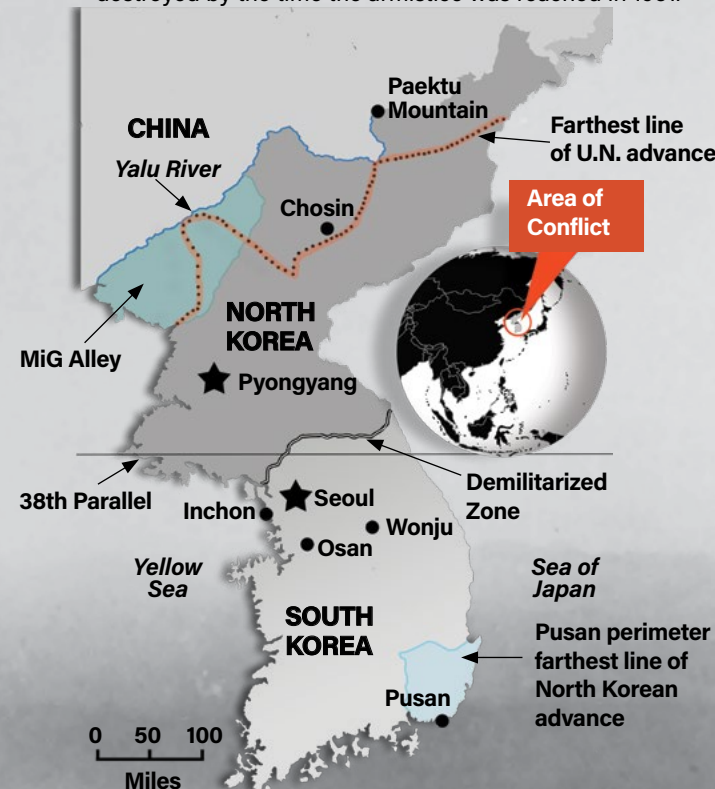 Paektu
Mountain
CHINA
Farthest line
of U.N. advance
Yalu River
Area of
Conflict
Chosin
NORTH
KOREA
MiG Alley
Pyongyang
38th Parallel
Demilitarized
Zone
Inchon
Seoul
Wonju
Osan
Yellow
Sea
Sea of
Japan
SOUTH
KOREA
Pusan perimeter
farthest line of
North Korean
advance
Pusan
0 50 100
Miles